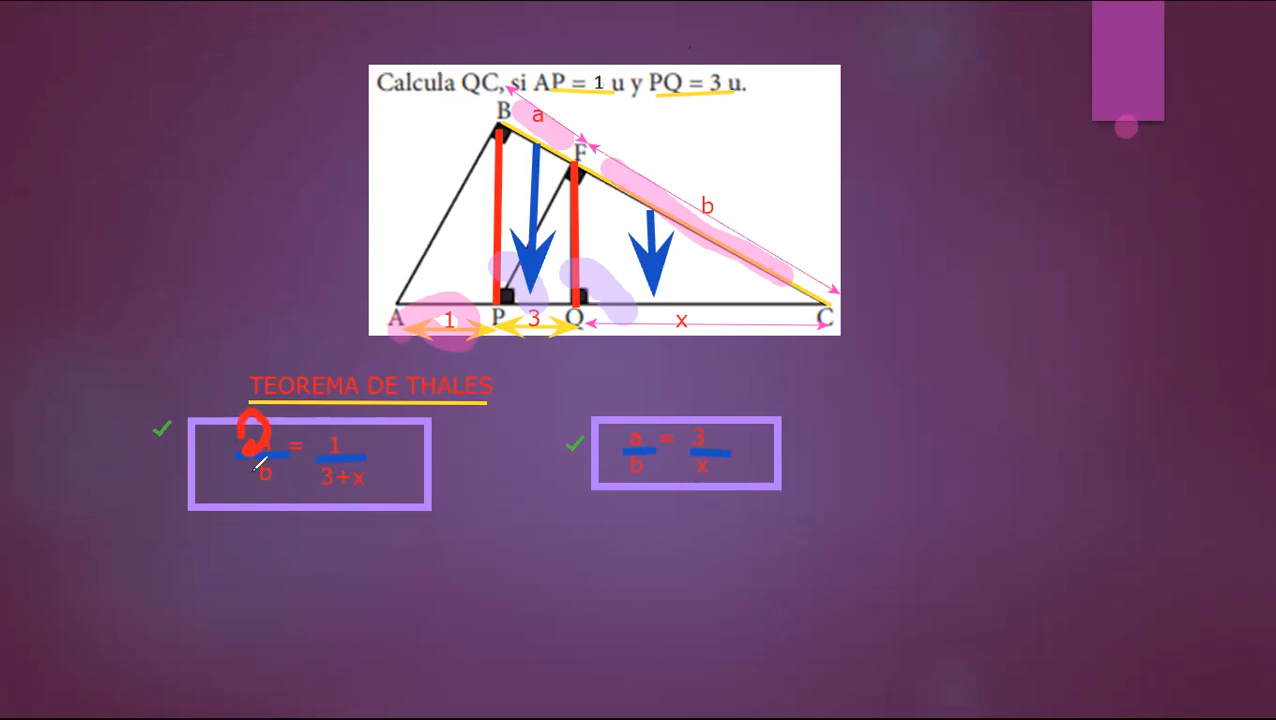 Calcula QC, si AP = 1 u y PQ = 3 u.
B
a
F
b
A
1
P
3
Q
x
C
TEOREMA DE THALES
a/b = 1/3+x
a/b = 3/x